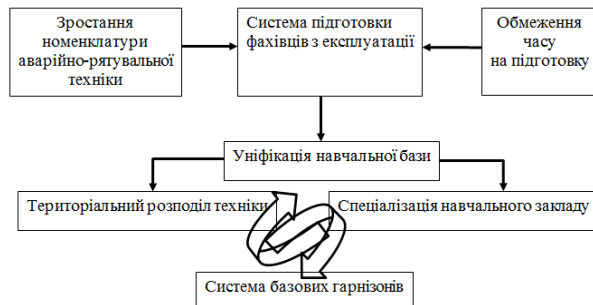 Зростання
номенклатури
аварійно-рятувальної
техніки
Система підготовки
фахівців з експлуатації
Обмеження
часу
на підготовку
Уніфікація навчальної бази
Територіальний розподіл техніки
Спеціалізація навчального закладу
Система базових гарнізонів